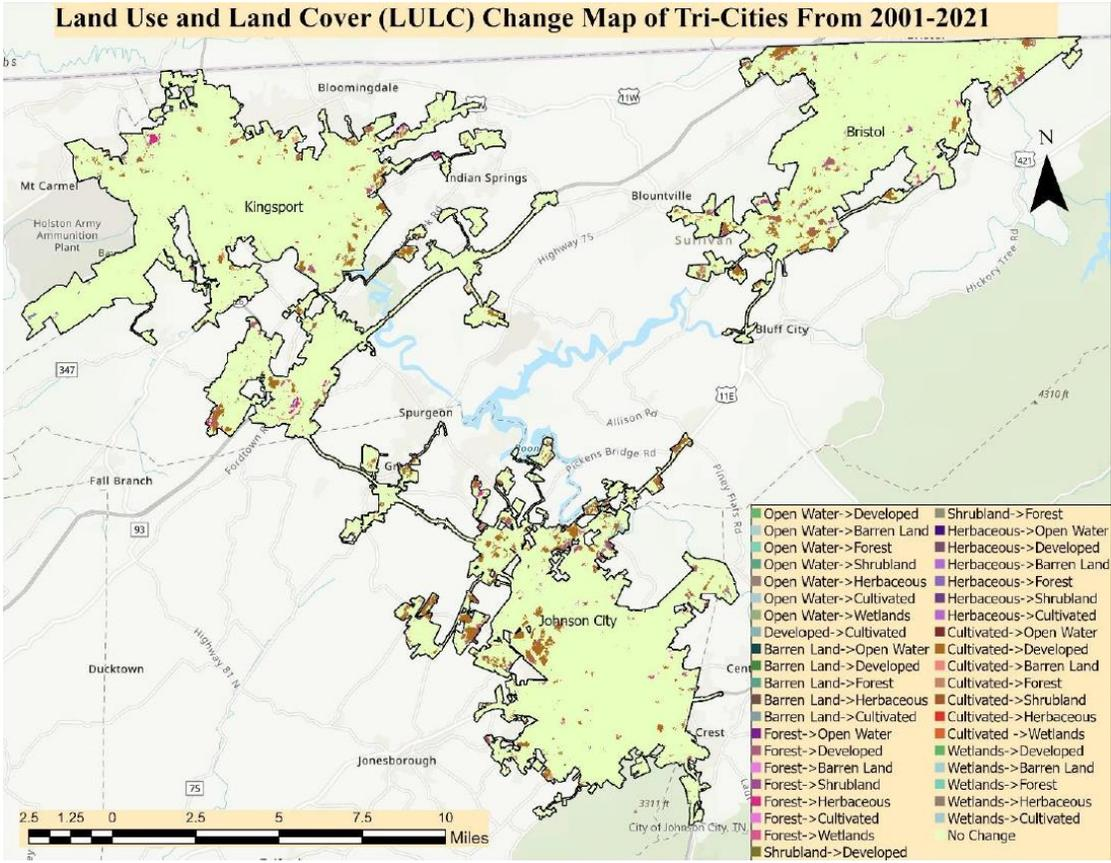 Land Use and Land Cover (LULC) Change Map of Tri-Cities From 2001-2021
Bloomingdale
11W
Bristol
N
421
Mt Carmel
Indian Springs
Blountville
Kingsport
Holston Army
Ammunition
Plant
Sullivan
Highway 75
Hickory Tree Rd
Bluff City
347
11E
4310 ft
Spurgeon
Allison Rd
Pickens Bridge Rd
Fordtown
Piney Flats Rd
Fall Branch
93
Johnson City
Highway 81 N
Ducktown
Crest
Jonesborough
75
3311 ft
City of Johnson City, TN,
2.5 1.25 0 2.5 5 7.5 10
Miles
Open Water->Developed
Open Water->Barren Land
Open Water->Forest
Open Water->Shrubland
Open Water->Herbaceous
Open Water->Cultivated
Open Water->Wetlands
Developed->Cultivated
Barren Land->Open Water
Barren Land->Developed
Barren Land->Forest
Barren Land->Herbaceous
Barren Land->Cultivated
Forest->Open Water
Forest->Developed
Forest->Barren Land
Forest->Shrubland
Forest->Herbaceous
Forest->Cultivated
Forest->Wetlands
Shrubland->Developed
Shrubland->Forest
Herbaceous->Open Water
Herbaceous->Developed
Herbaceous->Barren Land
Herbaceous->Forest
Herbaceous->Shrubland
Herbaceous->Cultivated
Cultivated->Open Water
Cultivated->Developed
Cultivated->Barren Land
Cultivated->Forest
Cultivated->Shrubland
Cultivated->Herbaceous
Cultivated ->Wetlands
Wetlands->Developed
Wetlands->Barren Land
Wetlands->Forest
Wetlands->Herbaceous
Wetlands->Cultivated
No Change